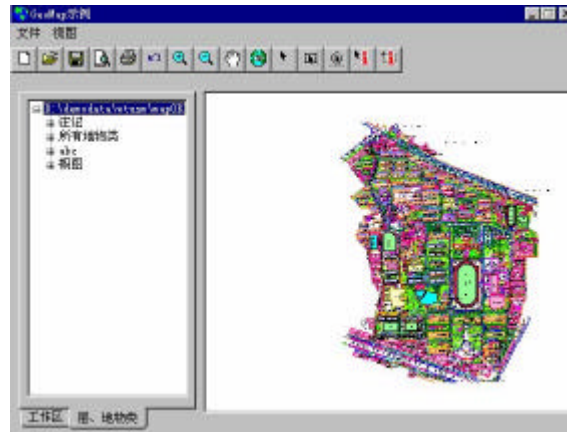 GeoMap示例
文件 视图
注记
所有地物类
abc
视图
工作区 层、地物类